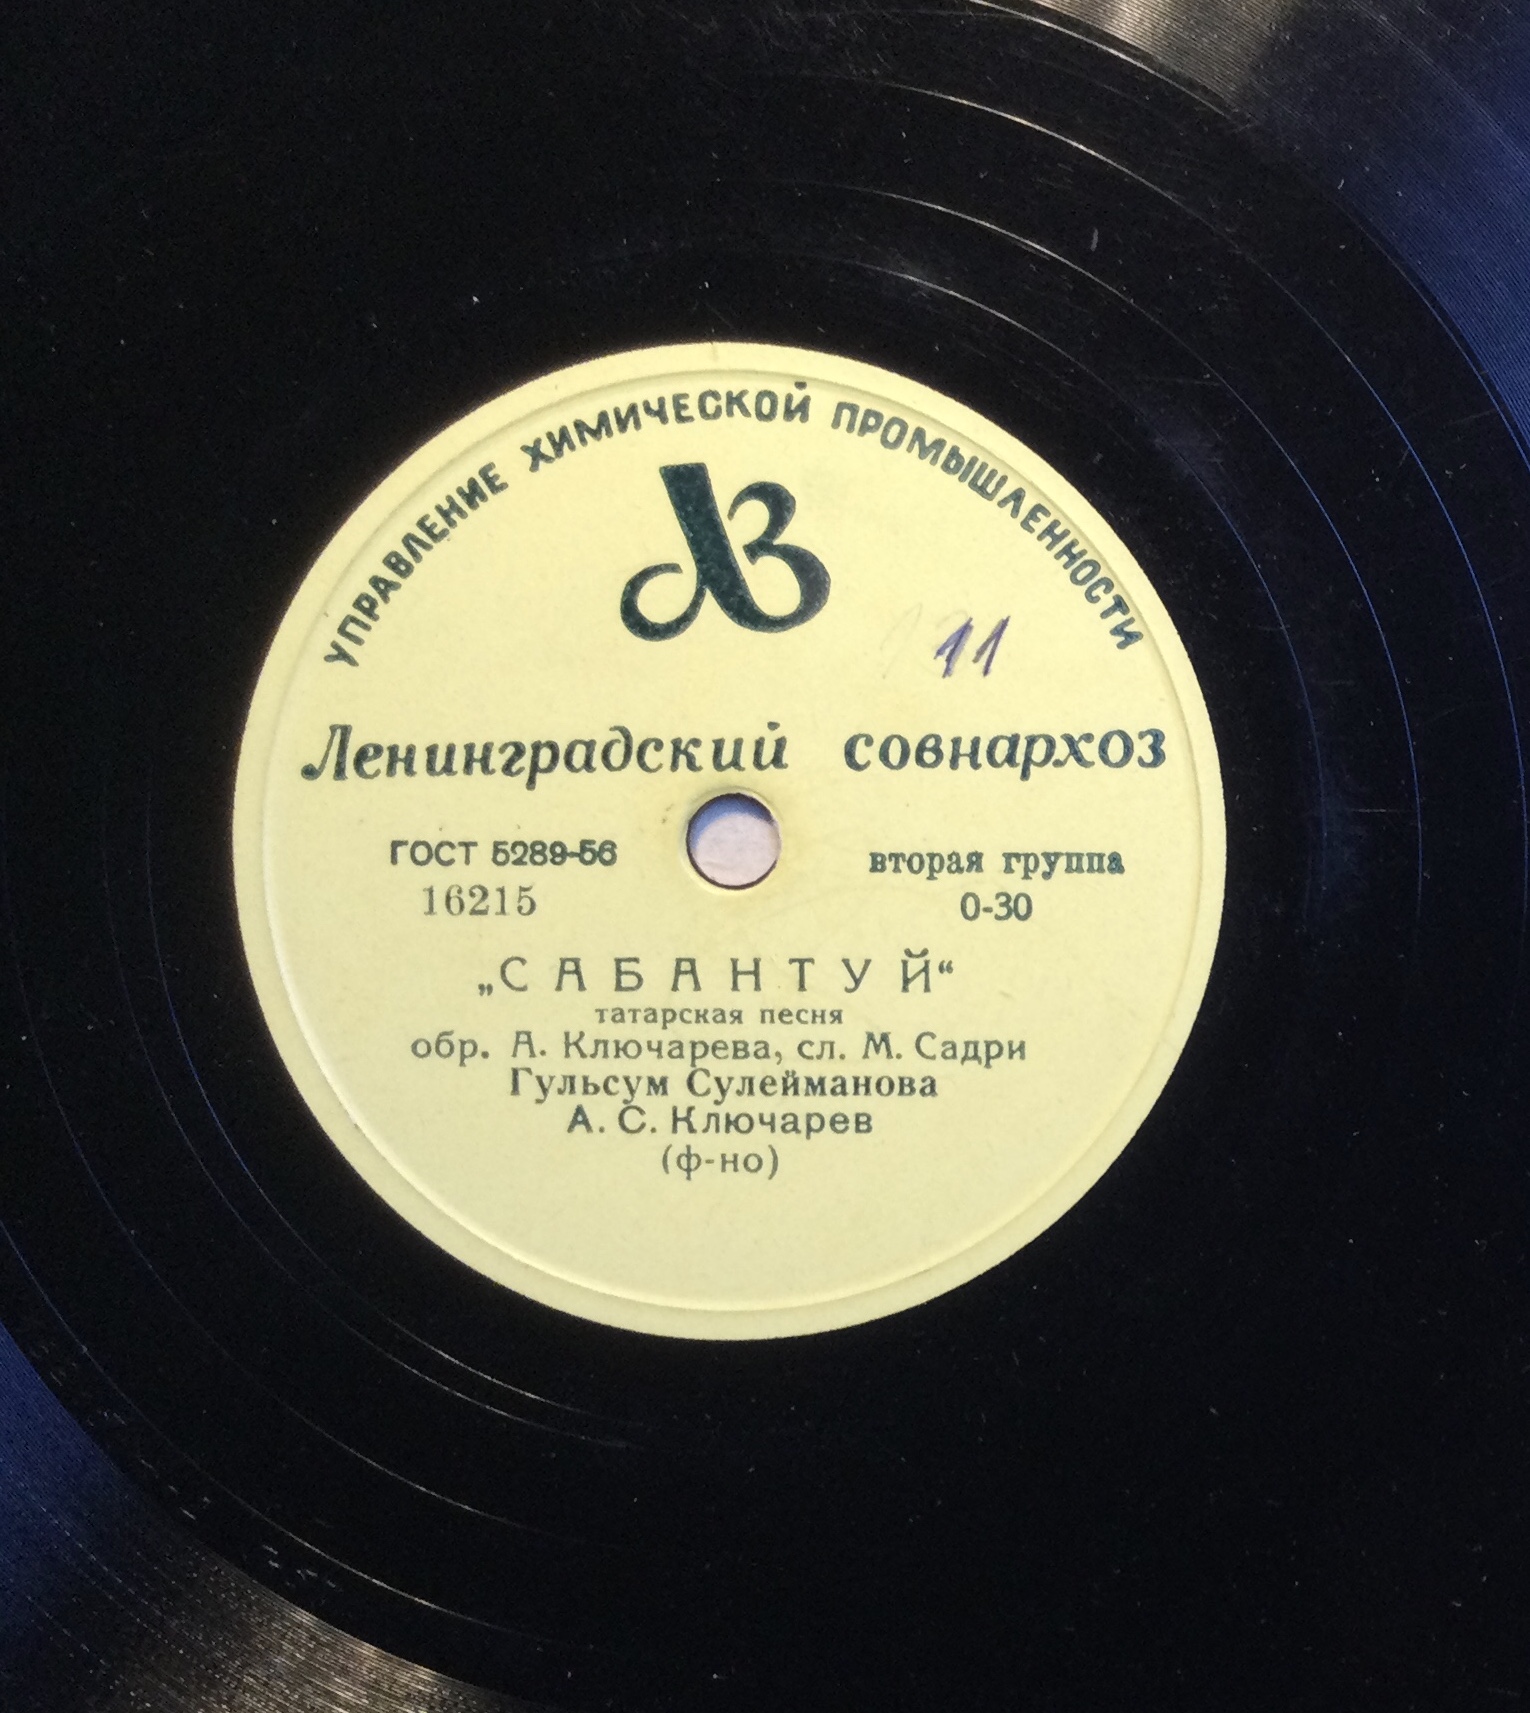 УПРАВЛЕНИЕ ХИМИЧЕСКОЙ ПРОМЫШЛЕННОСТИ
11
Ленинградский совнархоз
ГОСТ 5289-56 вторая группа
16215 0-30
„САБАНТУЙ“
татарская песня
обр. А. Ключарева, сл. М. Садри
Гульсум Сулейманова
А. С. Ключарев
(ф-но)